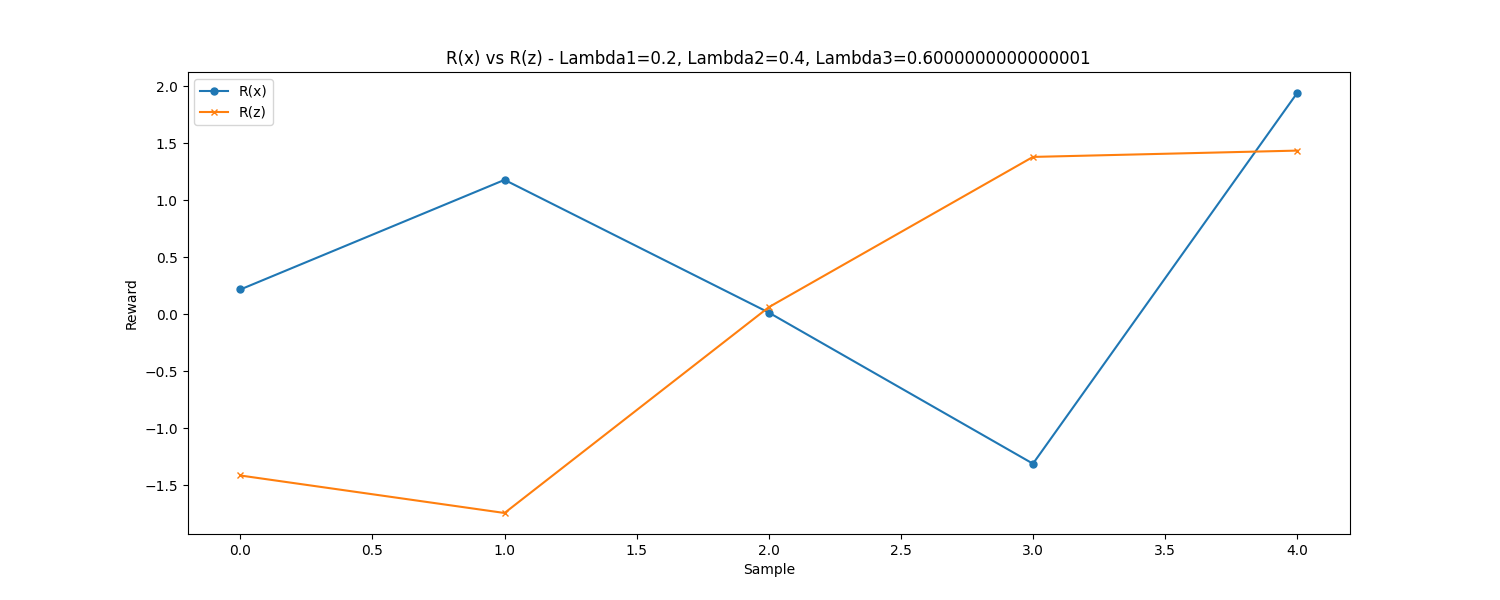 R(x) vs R(z) - Lambda1=0.2, Lambda2=0.4, Lambda3=0.6000000000000001
R(x)
R(z)
2.0
1.5
1.0
0.5
0.0
−0.5
−1.0
−1.5
Reward
0.0 0.5 1.0 1.5 2.0 2.5 3.0 3.5 4.0
Sample